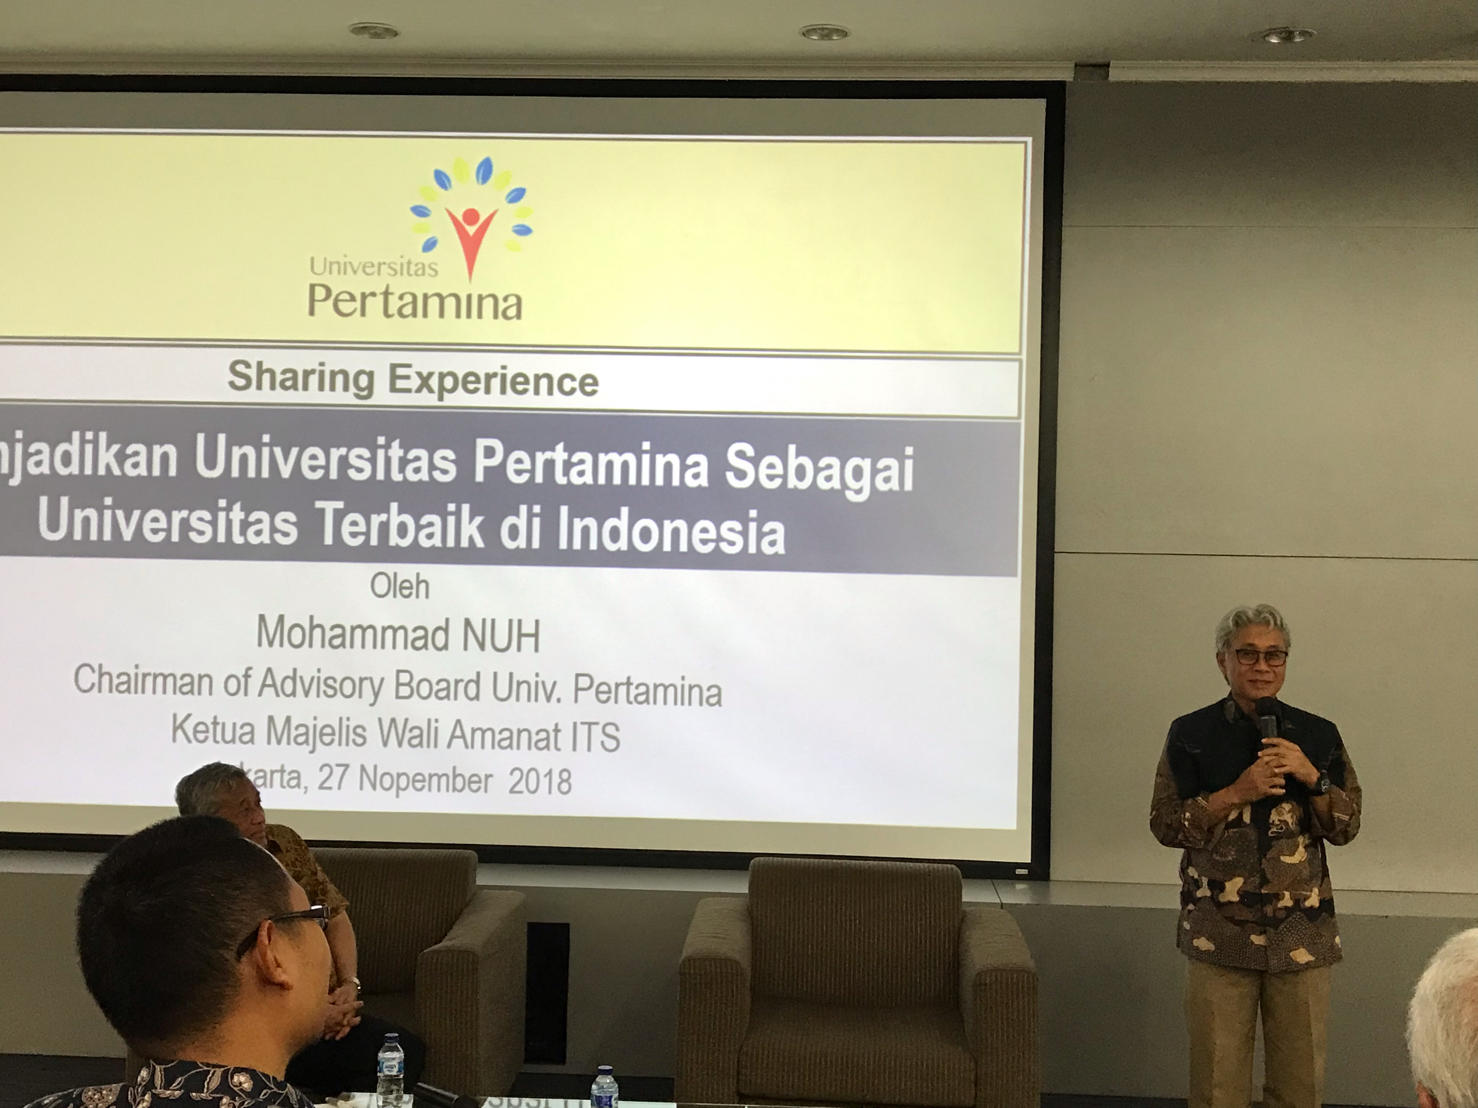 Universitas
Pertamina
Sharing Experience
njadikan Universitas Pertamina Sebagai
Universitas Terbaik di Indonesia
Oleh
Mohammad NUH
Chairman of Advisory Board Univ. Pertamina
Ketua Majelis Wali Amanat ITS
karta, 27 Nopember 2018